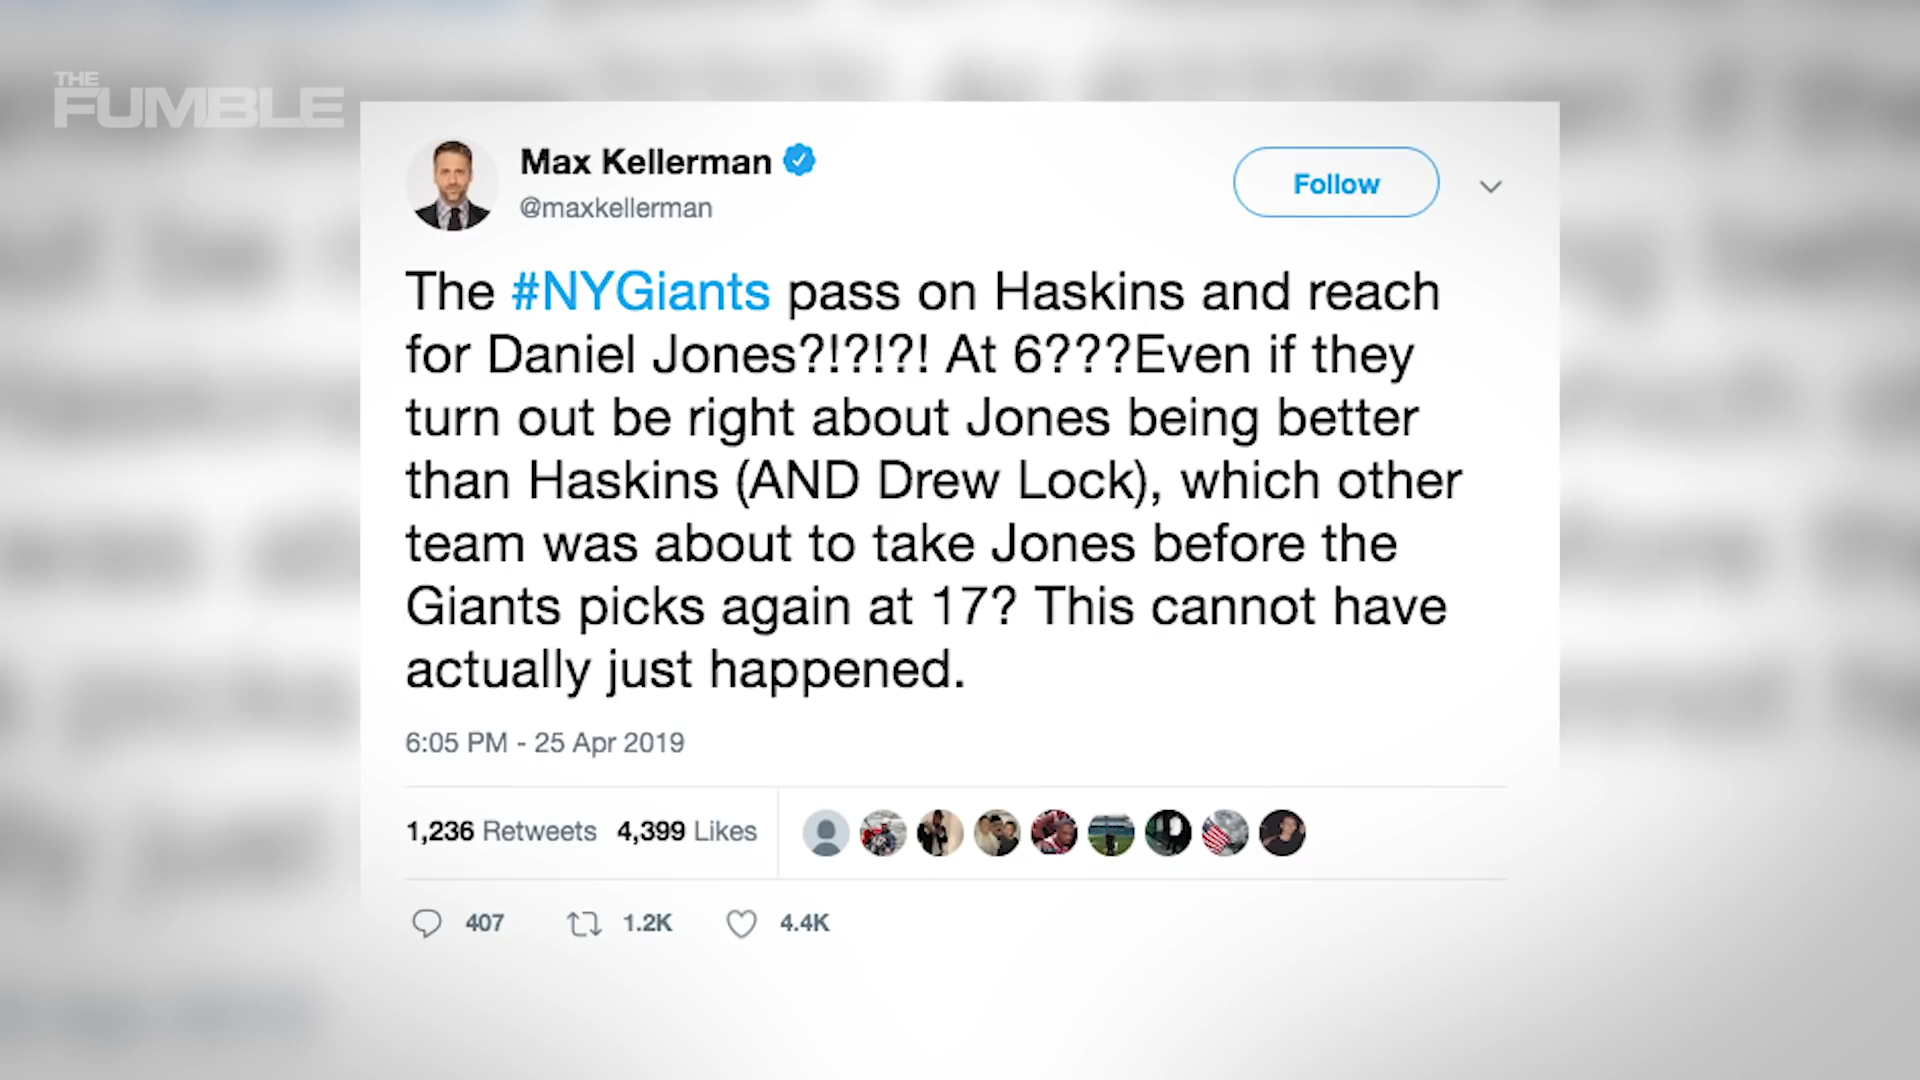 THE
FUMBLE
Max Kellerman
@maxkellerman
Follow
The #NYGiants pass on Haskins and reach
for Daniel Jones?!?!?! At 6???Even if they
turn out be right about Jones being better
than Haskins (AND Drew Lock), which other
team was about to take Jones before the
Giants picks again at 17? This cannot have
actually just happened.
6:05 PM - 25 Apr 2019
1,236 Retweets 4,399 Likes
407 1.2K 4.4K